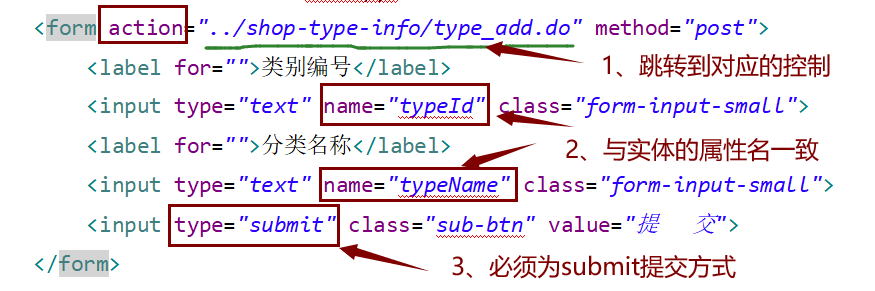 <form action="../shop-type-info/type_add.do" method="post">
1、跳转到对应的控制
<label for="">类别编号</label>
<input type="text" name="typeId" class="form-input-small">
<label for="">分类名称</label>
2、与实体的属性名一致
<input type="text" name="typeName" class="form-input-small">
<input type="submit" class="sub-btn" value="提　交">
</form>
3、必须为submit提交方式